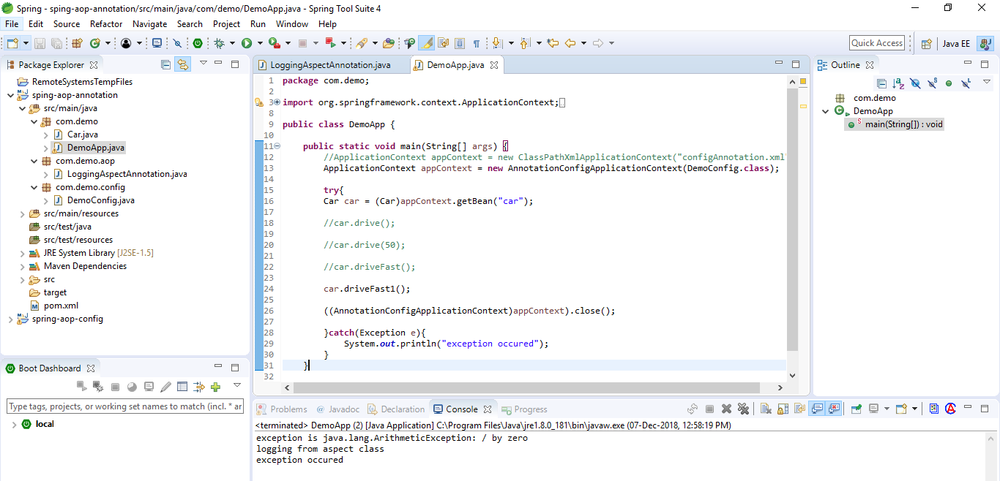 Spring - sping-aop-annotation/src/main/java/com/demo/DemoApp.java - Spring Tool Suite 4
File Edit Source Refactor Navigate Search Project Run Window Help
Quick Access
Java EE
Package Explorer
RemoteSystemsTempFiles
sping-aop-annotation
src/main/java
com.demo
Car.java
DemoApp.java
com.demo.aop
LoggingAspectAnnotation.java
com.demo.config
DemoConfig.java
src/main/resources
src/test/java
src/test/resources
JRE System Library [J2SE-1.5]
Maven Dependencies
src
target
pom.xml
spring-aop-config
Boot Dashboard
Type tags, projects, or working set names to match (incl. * ar
local
LoggingAspectAnnotation.java DemoApp.java
1 package com.demo;
2
3 import org.springframework.context.ApplicationContext;
8
9 public class DemoApp {
10
11 public static void main(String[] args) {
12 //ApplicationContext appContext = new ClassPathXmlApplicationContext("configAnnotation.xml"
13 ApplicationContext appContext = new AnnotationConfigApplicationContext(DemoConfig.class);
14
15 try{
16 Car car = (Car)appContext.getBean("car");
17
18 //car.drive();
19
20 //car.drive(50);
21
22 //car.driveFast();
23
24 car.driveFast1();
25
26 ((AnnotationConfigApplicationContext)appContext).close();
27
28 }catch(Exception e){
29 System.out.println("exception occured");
30 }
31 }
32
Outline
com.demo
DemoApp
main(String[]) : void
Problems Javadoc Declaration Console Progress
<terminated> DemoApp (2) [Java Application] C:\Program Files\Java\jre1.8.0_181\bin\javaw.exe (07-Dec-2018, 12:58:19 PM)
exception is java.lang.ArithmeticException: / by zero
logging from aspect class
exception occured